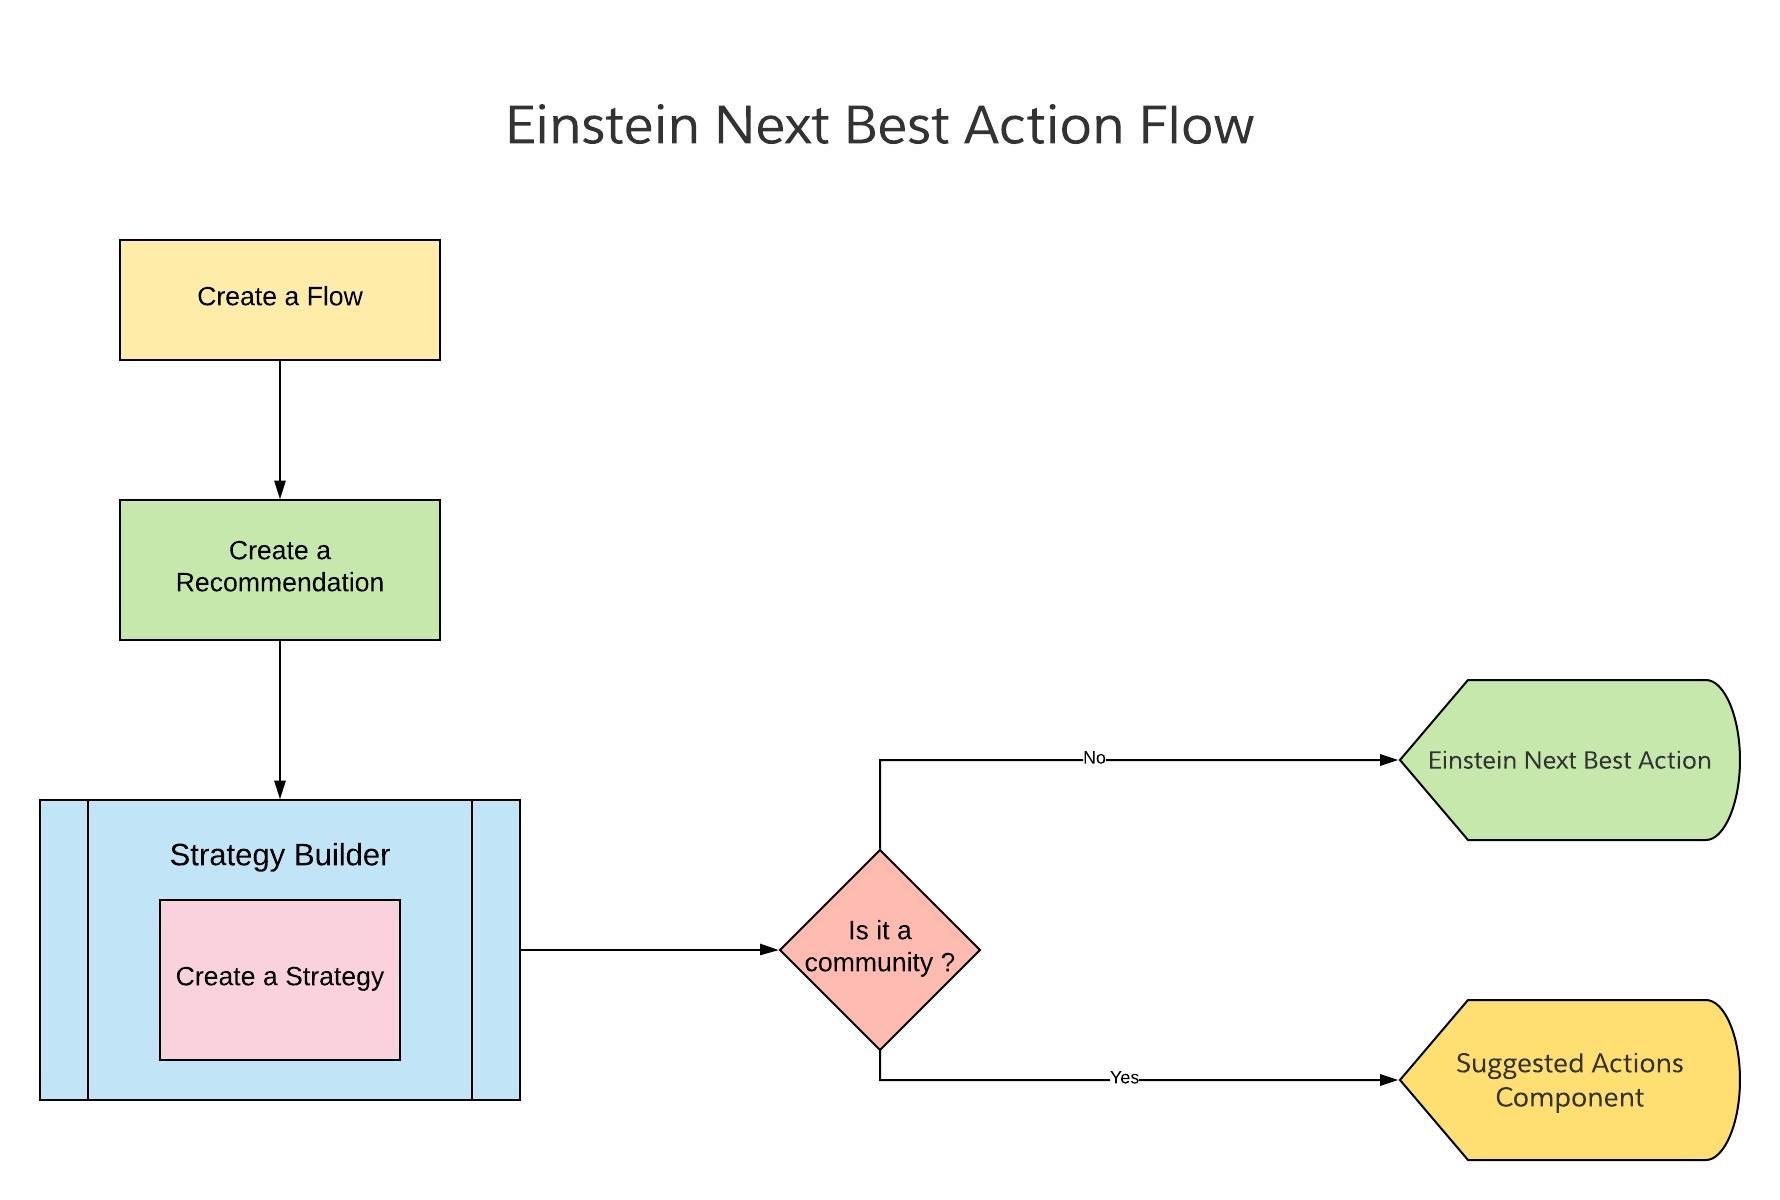 Einstein Next Best Action Flow
Create a Flow
Create a
Recommendation
Strategy Builder
Create a Strategy
Is it a
community ?
No
Einstein Next Best Action
Yes
Suggested Actions
Component